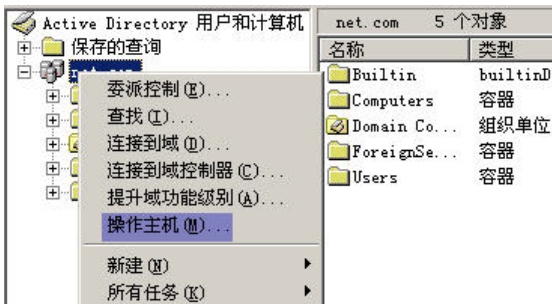 Active Directory 用户和计算机
net.com 5 个对象
保存的查询
名称 类型
Builtin builtinD
Computers 容器
Domain Co... 组织单位
ForeignSe... 容器
Users 容器
委派控制(E)...
查找(I)...
连接到域(D)...
连接到域控制器(C)...
提升域功能级别(A)...
操作主机(M)...
新建(N)
所有任务(K)